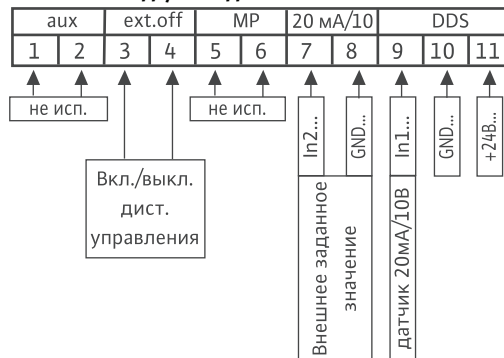 aux ext.off MP 20 мА/10 DDS
1 2 3 4 5 6 7 8 9 10 11
не исп.
не исп.
In2...
GND...
In1...
GND...
+24В...
Вкл./выкл.
дист.
управления
Внешнее заданное
значение
датчик 20мА/10В